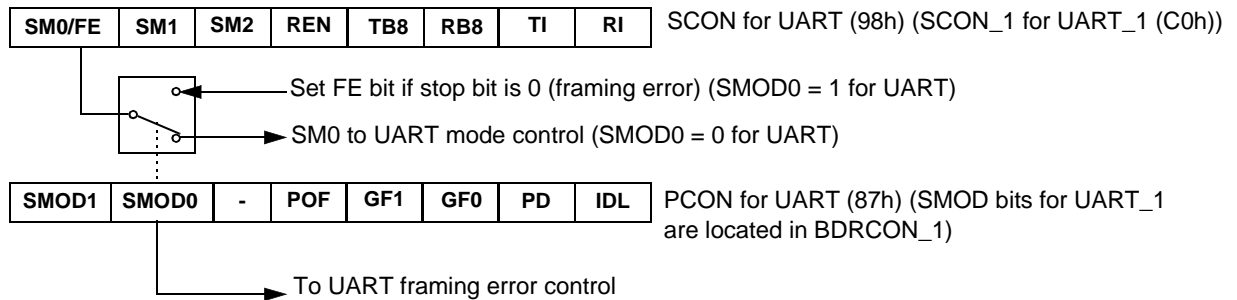 SM0/FE SM1 SM2 REN TB8 RB8 TI RI SCON for UART (98h) (SCON_1 for UART_1 (C0h))
Set FE bit if stop bit is 0 (framing error) (SMOD0 = 1 for UART)
SM0 to UART mode control (SMOD0 = 0 for UART)
SMOD1 SMOD0 - POF GF1 GF0 PD IDL PCON for UART (87h) (SMOD bits for UART_1
are located in BDRCON_1)
To UART framing error control